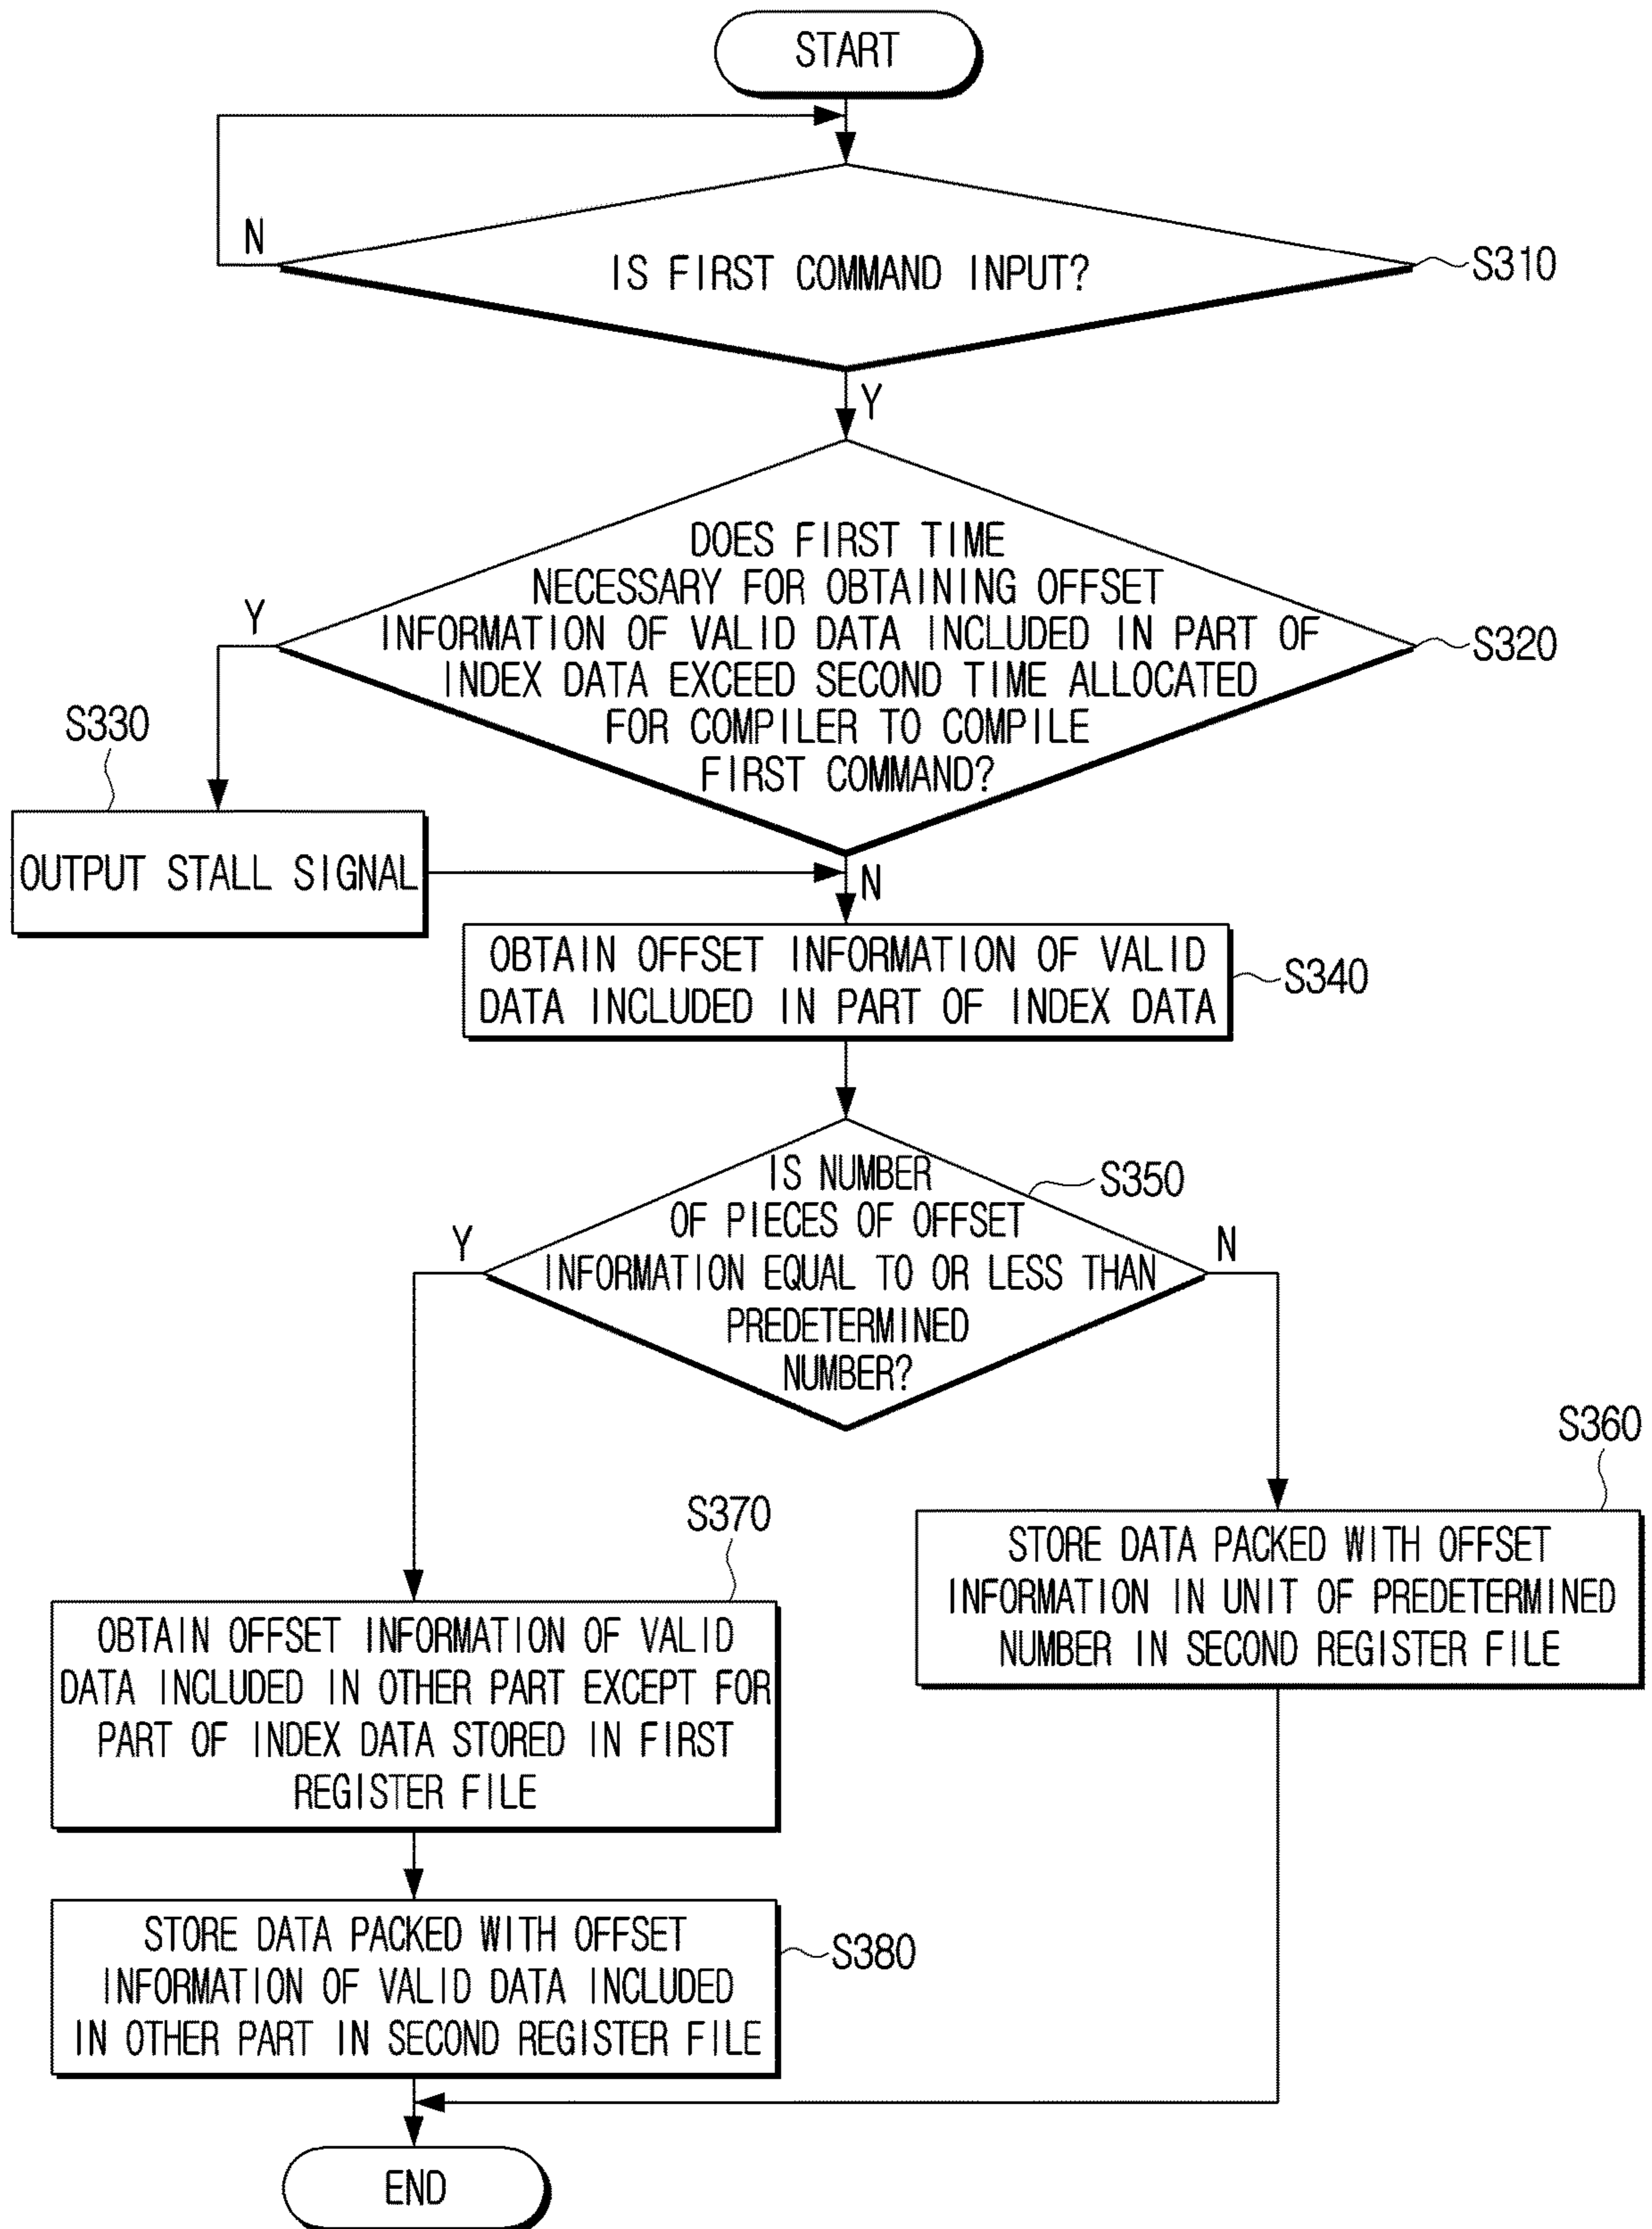 START
N
IS FIRST COMMAND INPUT?
S310
Y
DOES FIRST TIME
NECESSARY FOR OBTAINING OFFSET
INFORMATION OF VALID DATA INCLUDED IN PART OF
INDEX DATA EXCEED SECOND TIME ALLOCATED
FOR COMPILER TO COMPILE
FIRST COMMAND?
Y
S320
S330
OUTPUT STALL SIGNAL
N
OBTAIN OFFSET INFORMATION OF VALID
DATA INCLUDED IN PART OF INDEX DATA
S340
IS NUMBER
OF PIECES OF OFFSET
INFORMATION EQUAL TO OR LESS THAN
PREDETERMINED
NUMBER?
S350
Y
N
S360
STORE DATA PACKED WITH OFFSET
INFORMATION IN UNIT OF PREDETERMINED
NUMBER IN SECOND REGISTER FILE
S370
OBTAIN OFFSET INFORMATION OF VALID
DATA INCLUDED IN OTHER PART EXCEPT FOR
PART OF INDEX DATA STORED IN FIRST
REGISTER FILE
STORE DATA PACKED WITH OFFSET
INFORMATION OF VALID DATA INCLUDED
IN OTHER PART IN SECOND REGISTER FILE
S380
END